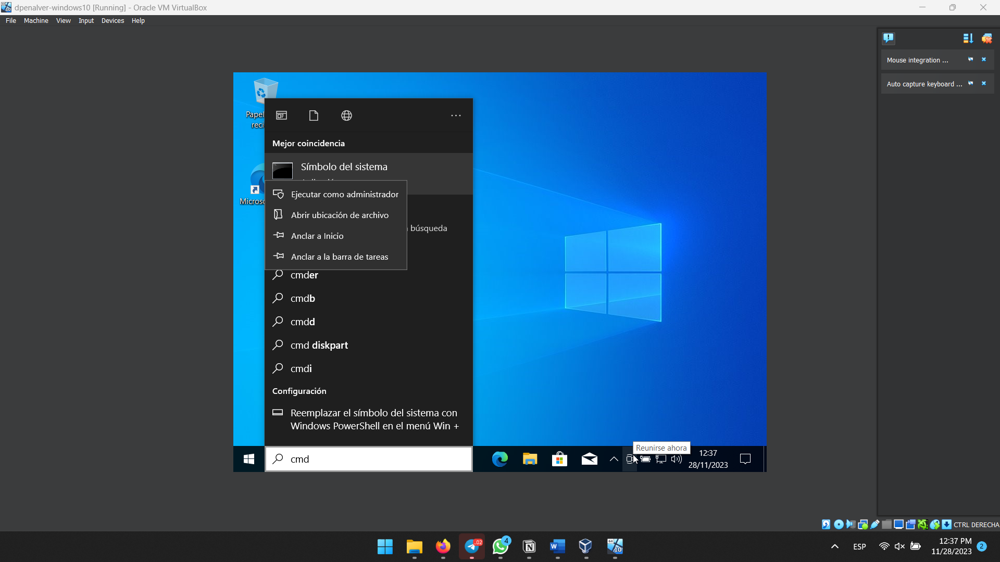 dpenalver-windows10 [Running] - Oracle VM VirtualBox
File Machine View Input Devices Help
Mouse integration ...
Auto capture keyboard ...
Papel
reci
Mejor coincidencia
Símbolo del sistema
Micros
Ejecutar como administrador
Abrir ubicación de archivo
búsqueda
Anclar a Inicio
Anclar a la barra de tareas
cmder
cmdb
cmdd
cmd diskpart
cmdi
Configuración
Reemplazar el símbolo del sistema con
Windows PowerShell en el menú Win +
Reunirse ahora
cmd
12:37
28/11/2023
CTRL DERECHA
64
10
..02
4
W
ESP
12:37 PM
11/28/2023
2